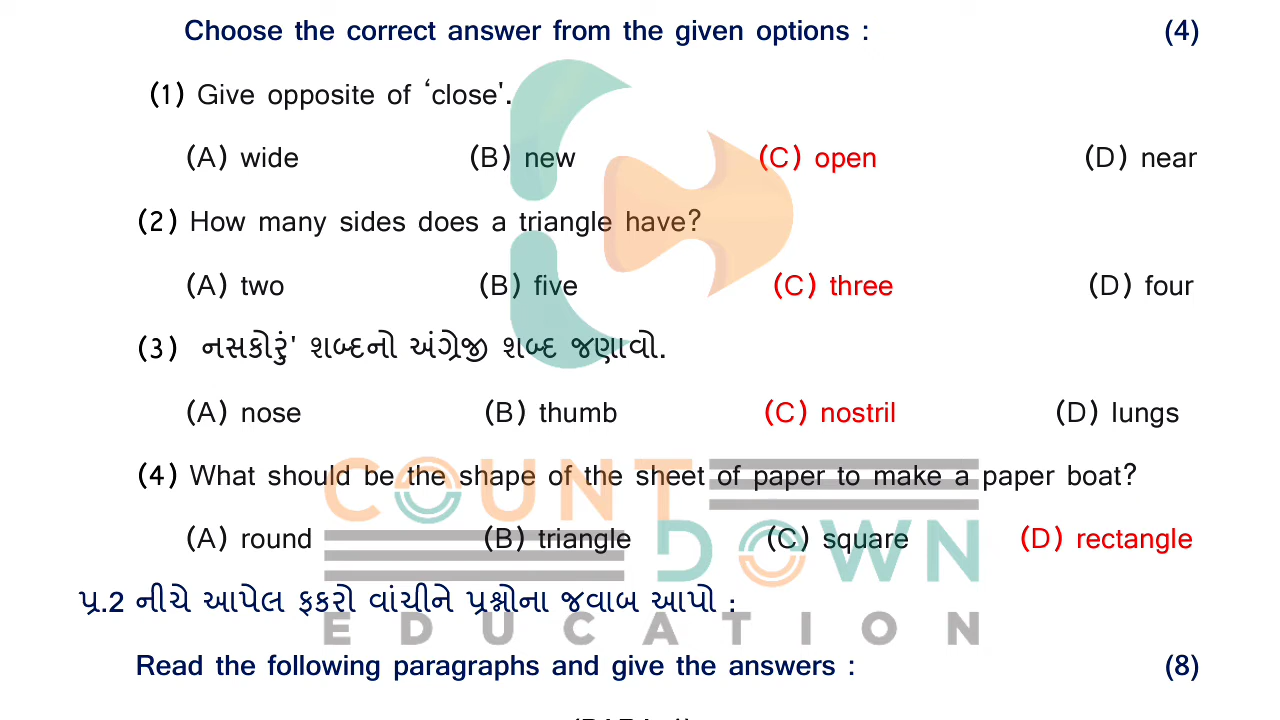 Choose the correct answer from the given options : (4)
(1) Give opposite of ‘close'.
(A) wide (B) new (C) open (D) near
(2) How many sides does a triangle have?
(A) two (B) five (C) three (D) four
(3) નસકોરું' શબ્દનો અંગ્રેજી શબ્દ જણાવો.
(A) nose (B) thumb (C) nostril (D) lungs
(4) What should be the shape of the sheet of paper to make a paper boat?
(A) round (B) triangle (C) square (D) rectangle
પ્ર.2 નીચે આપેલ ફકરો વાંચીને પ્રશ્નોના જવાબ આપો :
Read the following paragraphs and give the answers : (8)
COUNT
DOWN
EDUCATION